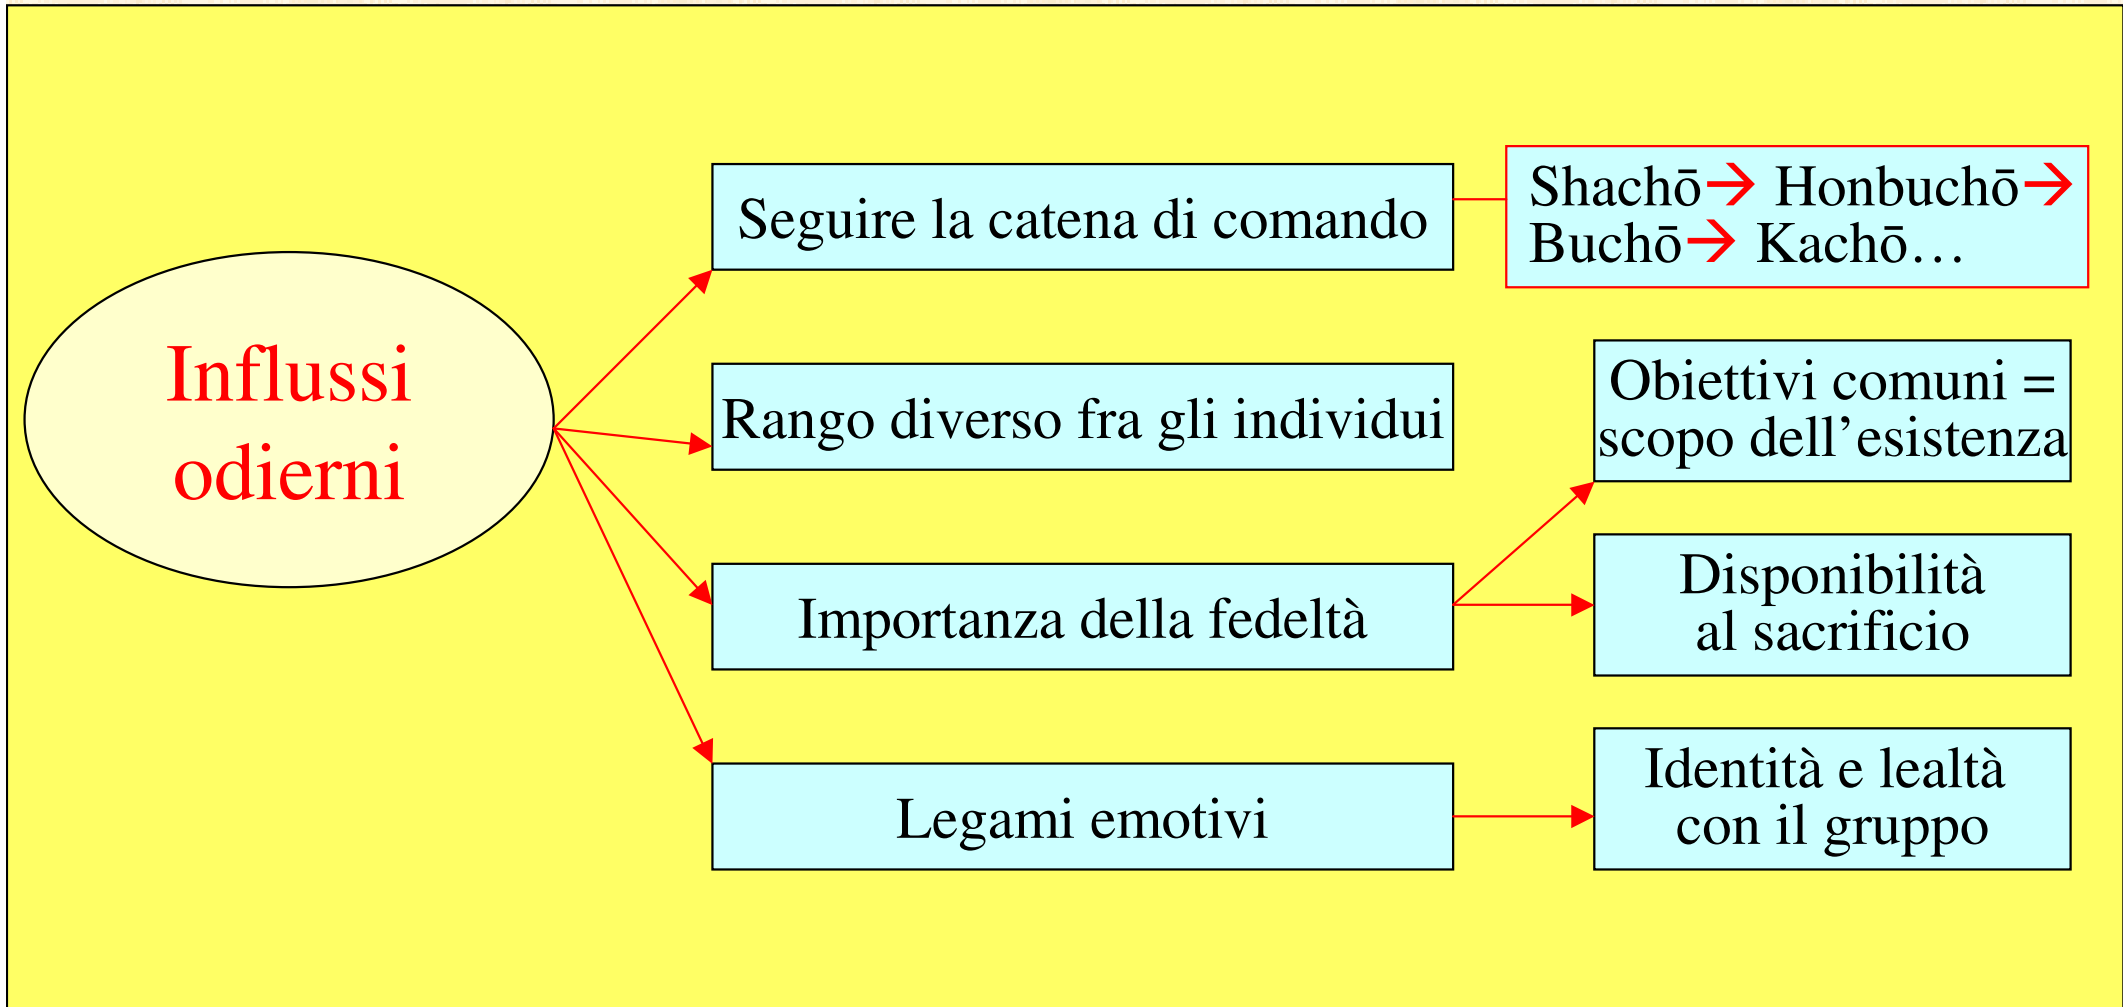 Influssi
odierni
Seguire la catena di comando
Shachō→ Honbuchō→
Buchō→ Kachō…
Rango diverso fra gli individui
Importanza della fedeltà
Obiettivi comuni =
scopo dell’esistenza
Disponibilità
al sacrificio
Legami emotivi
Identità e lealtà
con il gruppo